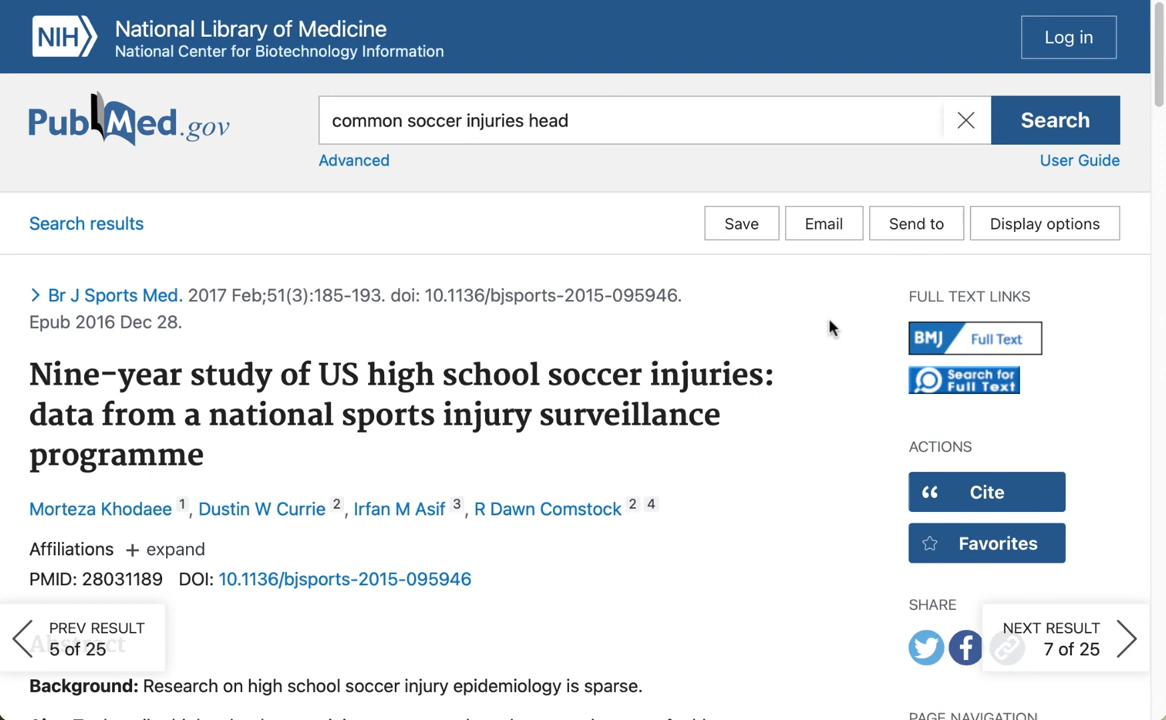 NIH National Library of Medicine
National Center for Biotechnology Information
Log in
PubMed.gov
common soccer injuries head
Search
Advanced
User Guide
Search results
Save
Email
Send to
Display options
Br J Sports Med. 2017 Feb;51(3):185-193. doi: 10.1136/bjsports-2015-095946.
Epub 2016 Dec 28.
Nine-year study of US high school soccer injuries:
data from a national sports injury surveillance
programme
Morteza Khodaee 1, Dustin W Currie 2, Irfan M Asif 3, R Dawn Comstock 2 4
Affiliations + expand
PMID: 28031189 DOI: 10.1136/bjsports-2015-095946
Abstract
PREV RESULT
5 of 25
Background: Research on high school soccer injury epidemiology is sparse.
FULL TEXT LINKS
BMJ Full Text
Search for
Full Text
ACTIONS
Cite
Favorites
SHARE
NEXT RESULT
7 of 25
PAGE NAVIGATION